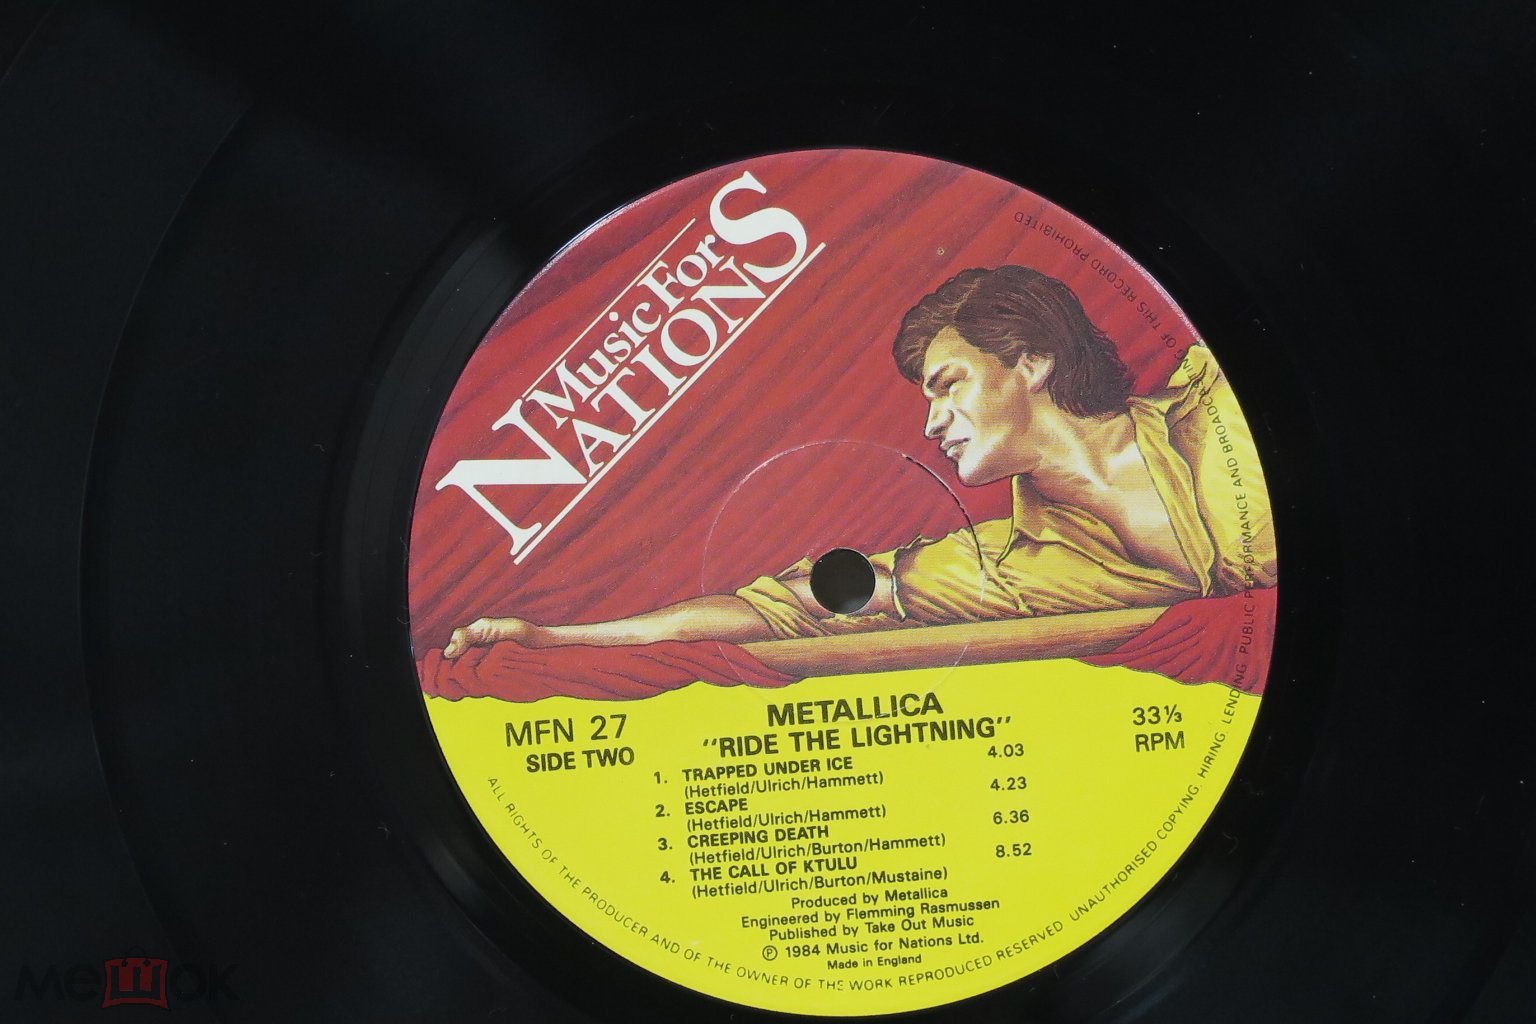 Music For
NATIONS
MFN 27
SIDE TWO
METALLICA
"RIDE THE LIGHTNING"
33⅓
RPM
1. TRAPPED UNDER ICE 4.03
(Hetfield/Ulrich/Hammett)
2. ESCAPE 4.23
(Hetfield/Ulrich/Hammett)
3. CREEPING DEATH 6.36
(Hetfield/Ulrich/Burton/Hammett)
4. THE CALL OF KTULU 8.52
(Hetfield/Ulrich/Burton/Mustaine)
Produced by Metallica
Engineered by Flemming Rasmussen
Published by Take Out Music
℗ 1984 Music for Nations Ltd.
Made in England
ALL RIGHTS OF THE PRODUCER AND OF THE OWNER OF THE WORK REPRODUCED RESERVED UNAUTHORISED COPYING, HIRING, LENDING, PUBLIC PERFORMANCE AND BROADCASTING OF THIS RECORD PROHIBITED
мешок